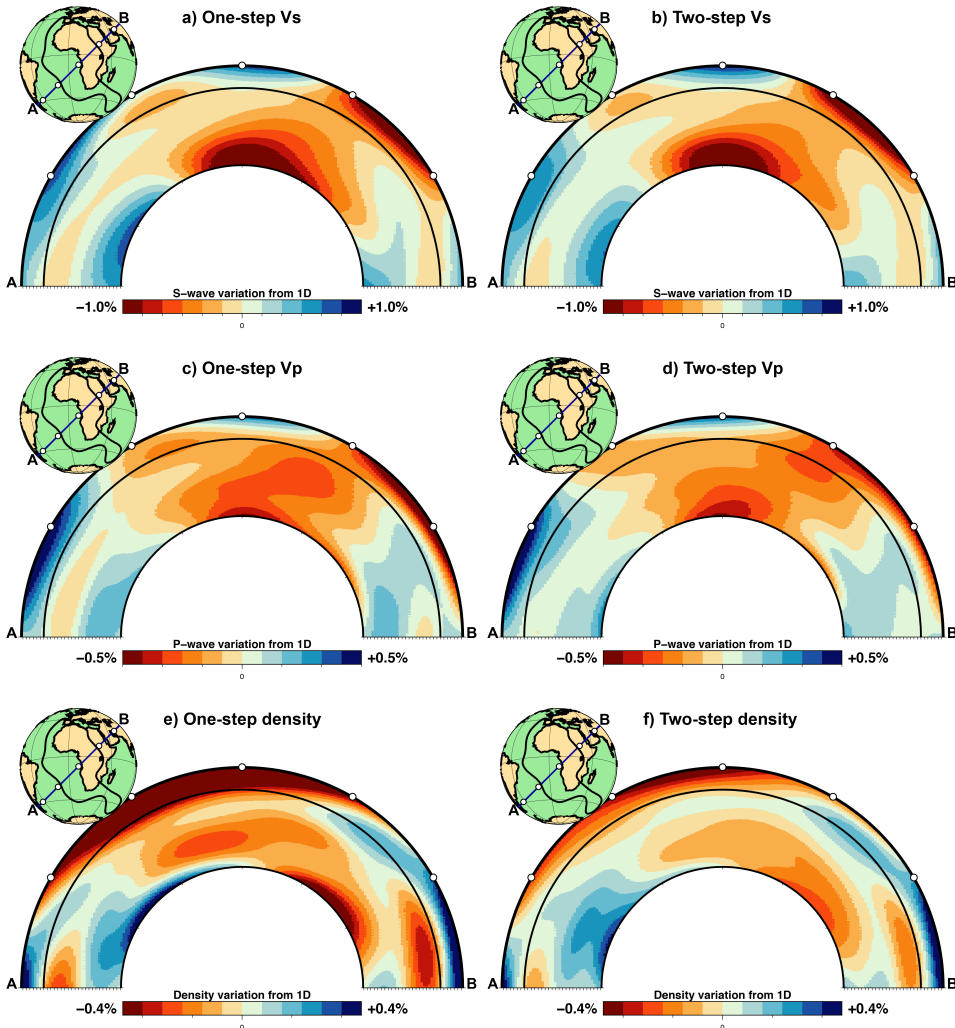 a) One-step Vs
b) Two-step Vs
B
A
B
A
A
B
A
B
S-wave variation from 1D
S-wave variation from 1D
−1.0%
+1.0%
−1.0%
+1.0%
0
0
c) One-step Vp
d) Two-step Vp
B
A
B
A
A
B
A
B
P-wave variation from 1D
P-wave variation from 1D
−0.5%
+0.5%
−0.5%
+0.5%
0
0
e) One-step density
f) Two-step density
B
A
B
A
A
B
A
B
Density variation from 1D
Density variation from 1D
−0.4%
+0.4%
−0.4%
+0.4%
0
0